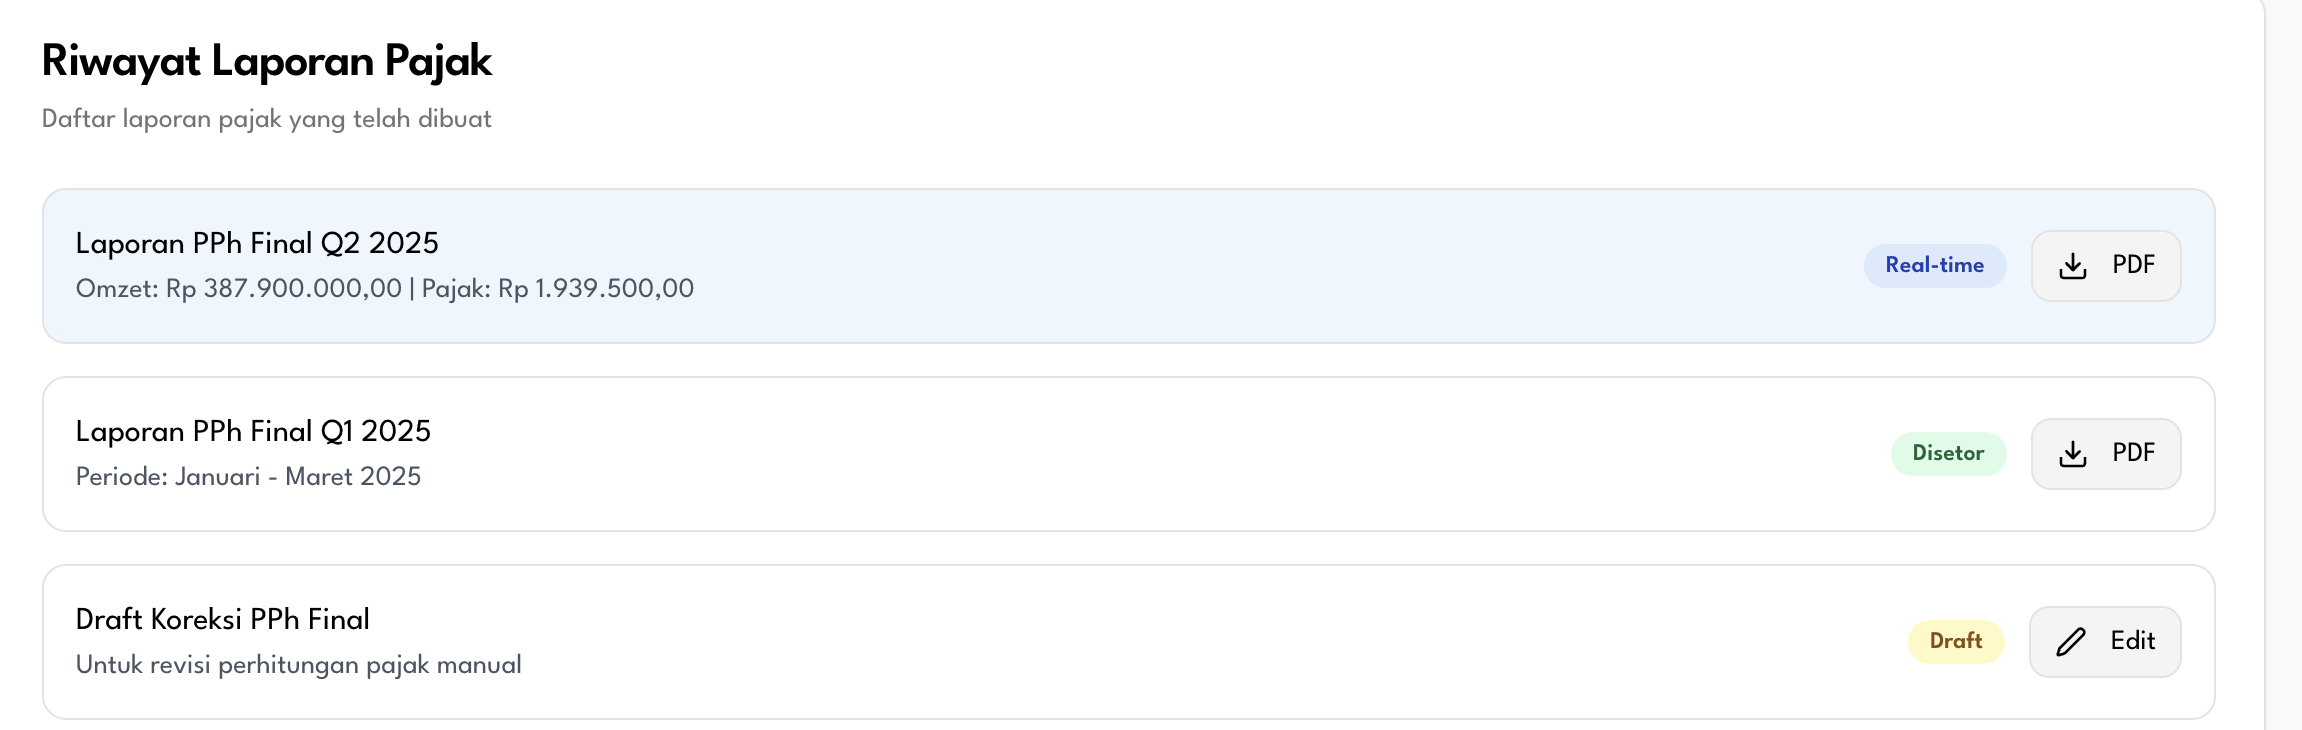 Riwayat Laporan Pajak
Daftar laporan pajak yang telah dibuat
Laporan PPh Final Q2 2025
Omzet: Rp 387.900.000,00 | Pajak: Rp 1.939.500,00
Real-time
PDF
Laporan PPh Final Q1 2025
Periode: Januari - Maret 2025
Disetor
PDF
Draft Koreksi PPh Final
Untuk revisi perhitungan pajak manual
Draft
Edit